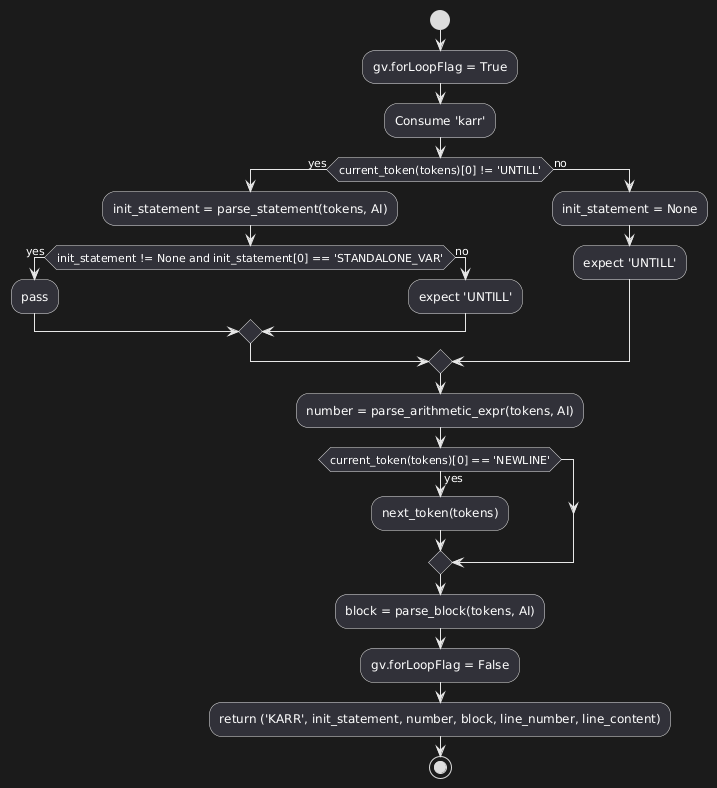 gv.forLoopFlag = True
Consume 'karr'
yes
current_token(tokens)[0] != 'UNTILL'
no
init_statement = parse_statement(tokens, AI)
init_statement = None
yes
init_statement != None and init_statement[0] == 'STANDALONE_VAR'
no
expect 'UNTILL'
pass
expect 'UNTILL'
number = parse_arithmetic_expr(tokens, AI)
current_token(tokens)[0] == 'NEWLINE'
yes
next_token(tokens)
block = parse_block(tokens, AI)
gv.forLoopFlag = False
return ('KARR', init_statement, number, block, line_number, line_content)